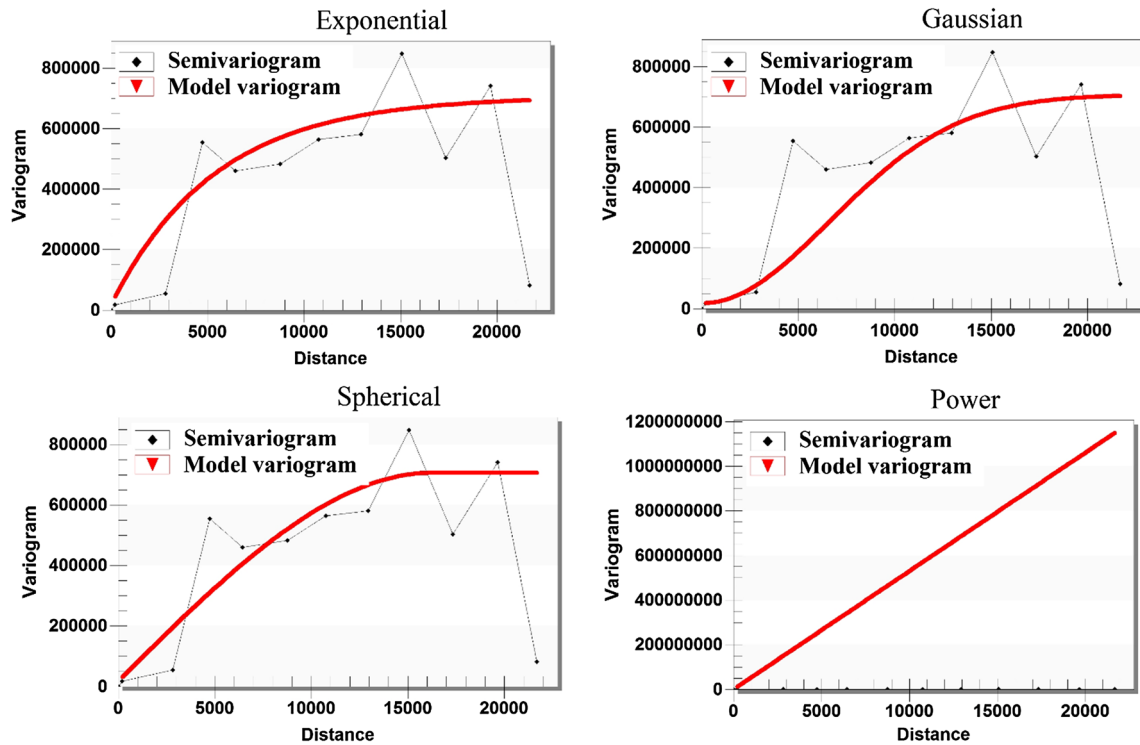 Exponential
Semivariogram
Model variogram
800000
600000
400000
200000
0
Variogram
0 5000 10000 15000 20000
Distance
Gaussian
Semivariogram
Model variogram
800000
600000
400000
200000
0
Variogram
0 5000 10000 15000 20000
Distance
Spherical
Semivariogram
Model variogram
800000
600000
400000
200000
0
Variogram
0 5000 10000 15000 20000
Distance
Power
Semivariogram
Model variogram
1200000000
1000000000
800000000
600000000
400000000
200000000
0
Variogram
0 5000 10000 15000 20000
Distance